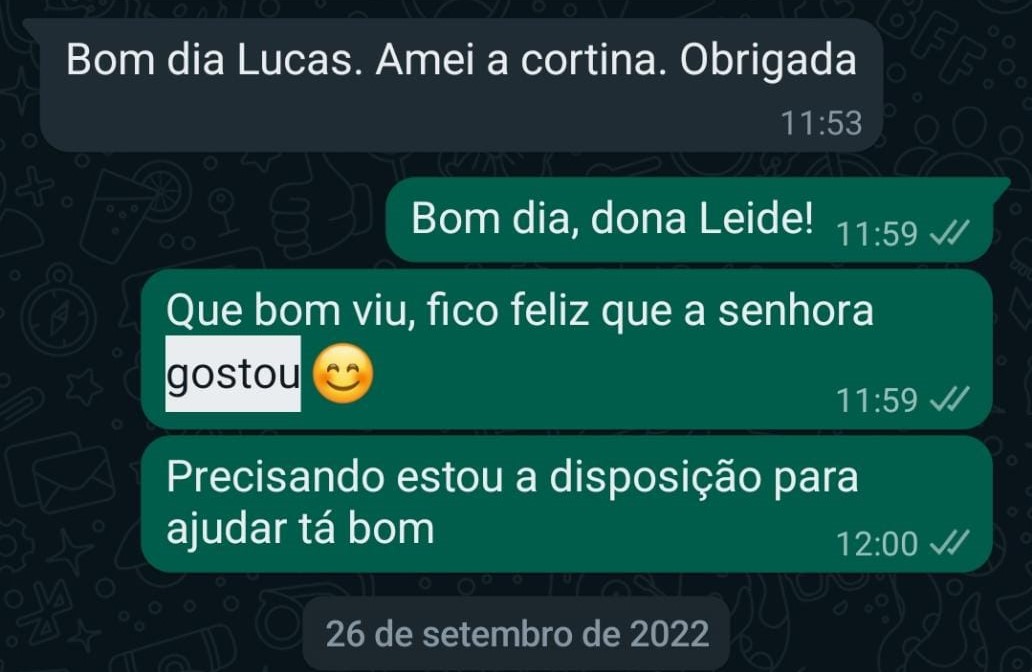 Bom dia Lucas. Amei a cortina. Obrigada
11:53
Bom dia, dona Leide!
11:59
Que bom viu, fico feliz que a senhora
gostou 😊
11:59
Precisando estou a disposição para
ajudar tá bom
12:00
26 de setembro de 2022